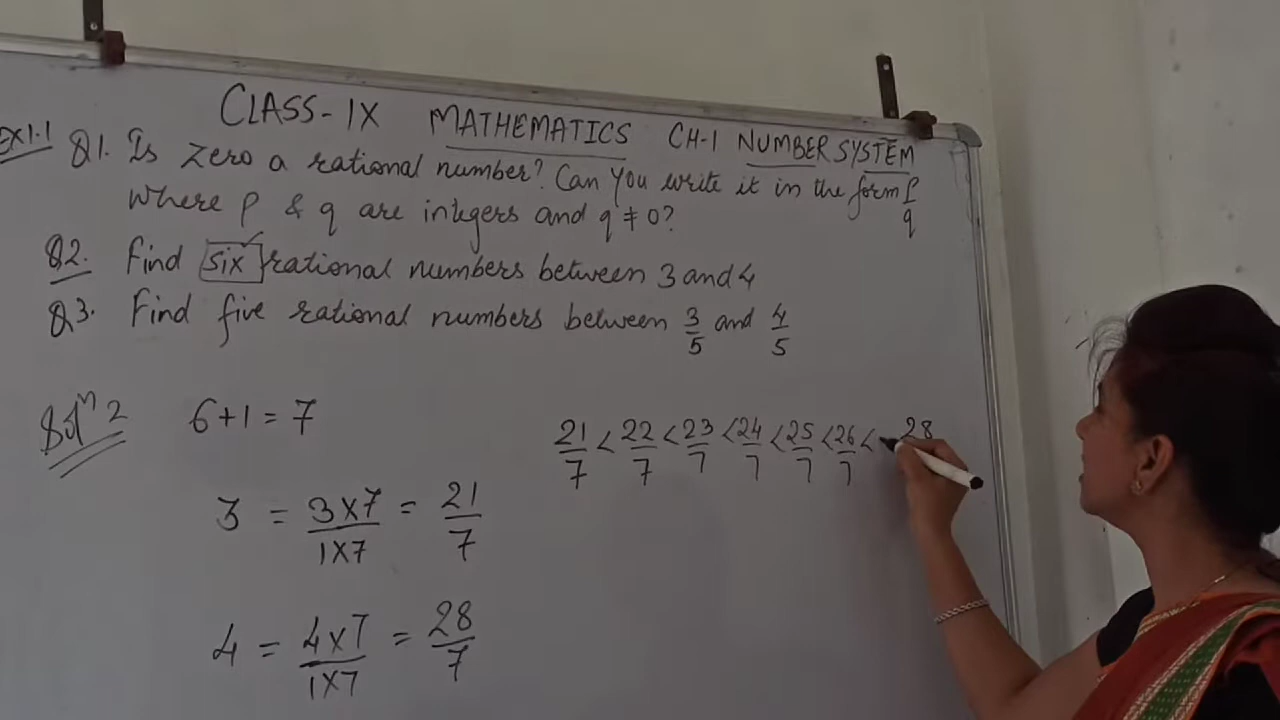 CLASS-IX MATHEMATICS CH-1 NUMBER SYSTEM
EX1.1 Q1. Is zero a rational number? Can you write it in the form p/q
where p & q are integers and q ≠ 0?
Q2. Find six rational numbers between 3 and 4
Q3. Find five rational numbers between 3/5 and 4/5
Solⁿ 2 6+1 = 7
21/7 < 22/7 < 23/7 < 24/7 < 25/7 < 26/7 < 28
3 = 3x7/1x7 = 21/7
4 = 4x7/1x7 = 28/7